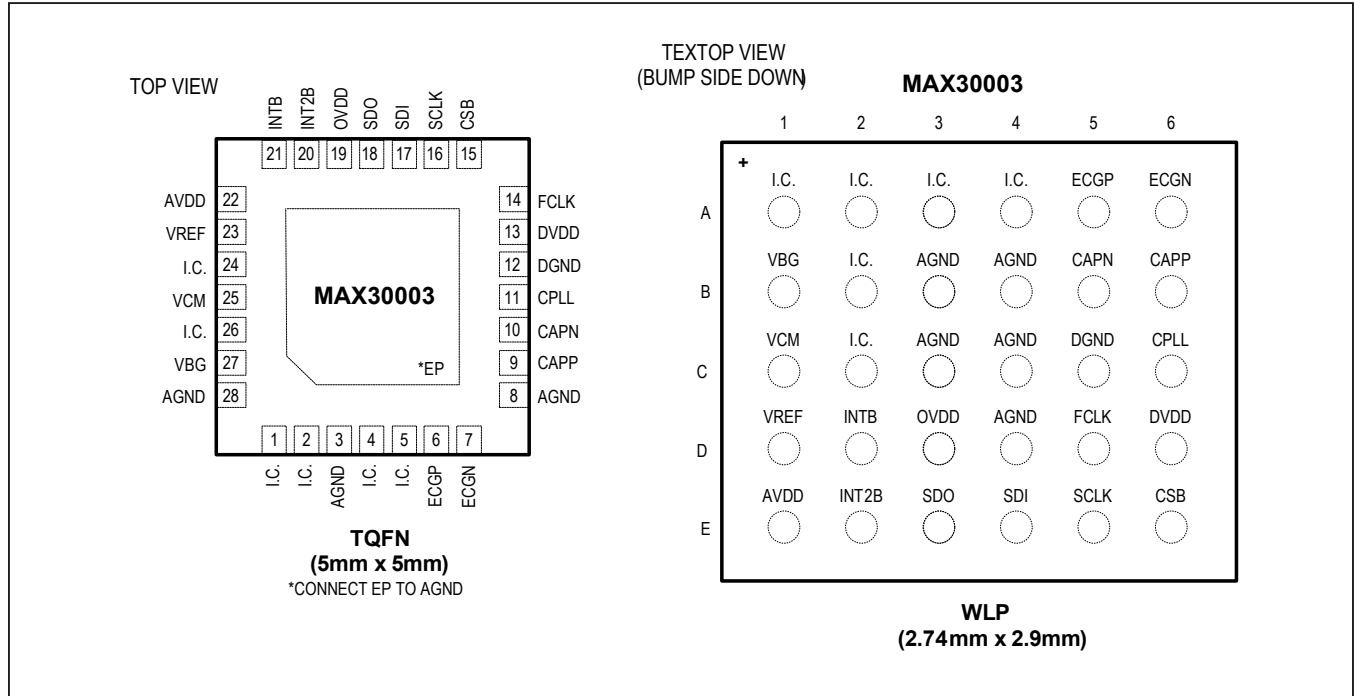 TOP VIEW
INTB INT2B OVDD SDO SDI SCLK CSB
21 20 19 18 17 16 15
AVDD 22
VREF 23
I.C. 24
VCM 25
I.C. 26
VBG 27
AGND 28
14 FCLK
13 DVDD
12 DGND
11 CPLL
10 CAPN
9 CAPP
8 AGND
MAX30003
*EP
1 2 3 4 5 6 7
I.C. I.C. AGND I.C. I.C. ECGP ECGN
TQFN
(5mm x 5mm)
*CONNECT EP TO AGND
TEXTOP VIEW
(BUMP SIDE DOWN)
MAX30003
1 2 3 4 5 6
+
I.C. I.C. I.C. I.C. ECGP ECGN
A
VBG I.C. AGND AGND CAPN CAPP
B
VCM I.C. AGND AGND DGND CPLL
C
VREF INTB OVDD AGND FCLK DVDD
D
AVDD INT2B SDO SDI SCLK CSB
E
WLP
(2.74mm x 2.9mm)